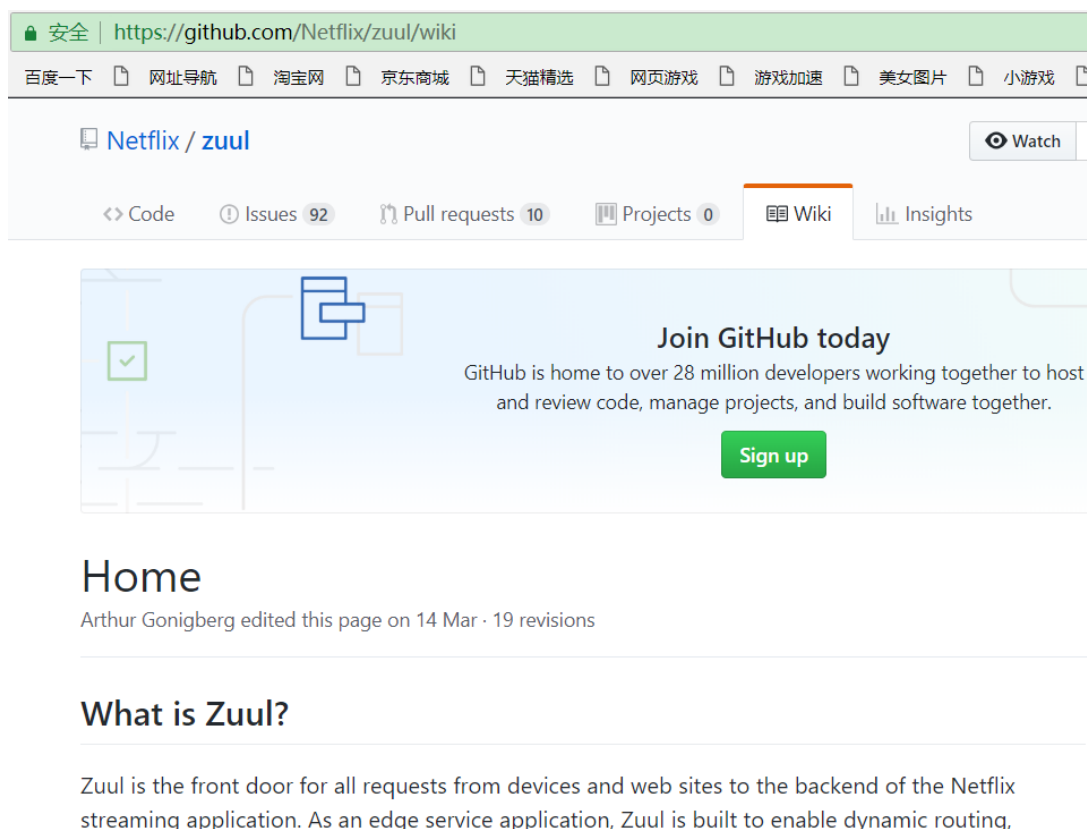 安全 | https://github.com/Netflix/zuul/wiki
百度一下 网址导航 淘宝网 京东商城 天猫精选 网页游戏 游戏加速 美女图片 小游戏
Netflix / zuul Watch
Code Issues 92 Pull requests 10 Projects 0 Wiki Insights
Join GitHub today
GitHub is home to over 28 million developers working together to host
and review code, manage projects, and build software together.
Sign up
Home
Arthur Gonigberg edited this page on 14 Mar · 19 revisions
What is Zuul?
Zuul is the front door for all requests from devices and web sites to the backend of the Netflix
streaming application. As an edge service application, Zuul is built to enable dynamic routing,